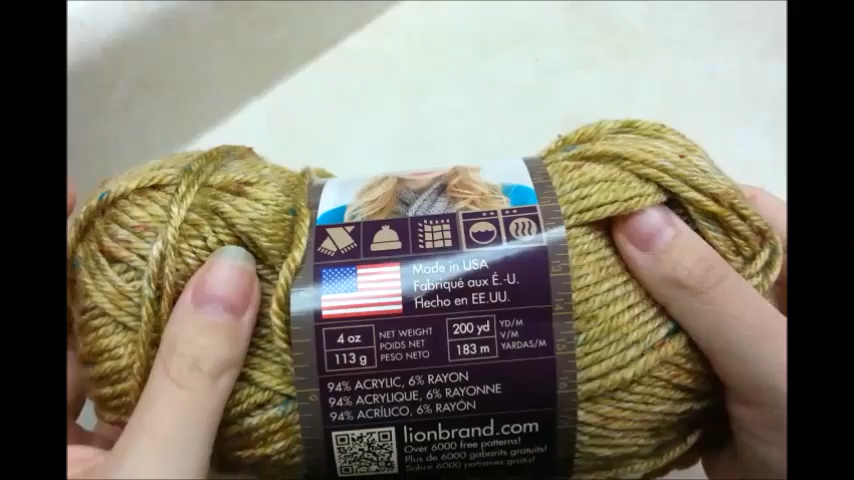 Made in USA
Fabriqué aux É.-U.
Hecho en EE.UU.
4 oz
113 g
NET WEIGHT
POIDS NET
PESO NETO
200 yd
183 m
YD/M
V/M
YARDAS/M
94% ACRYLIC, 6% RAYON
94% ACRYLIQUE, 6% RAYONNE
94% ACRÍLICO, 6% RAYÓN
lionbrand.com
Over 6000 free patterns!
Plus de 6000 gabarits gratuits!
Sobre 6000 patrones gratis!